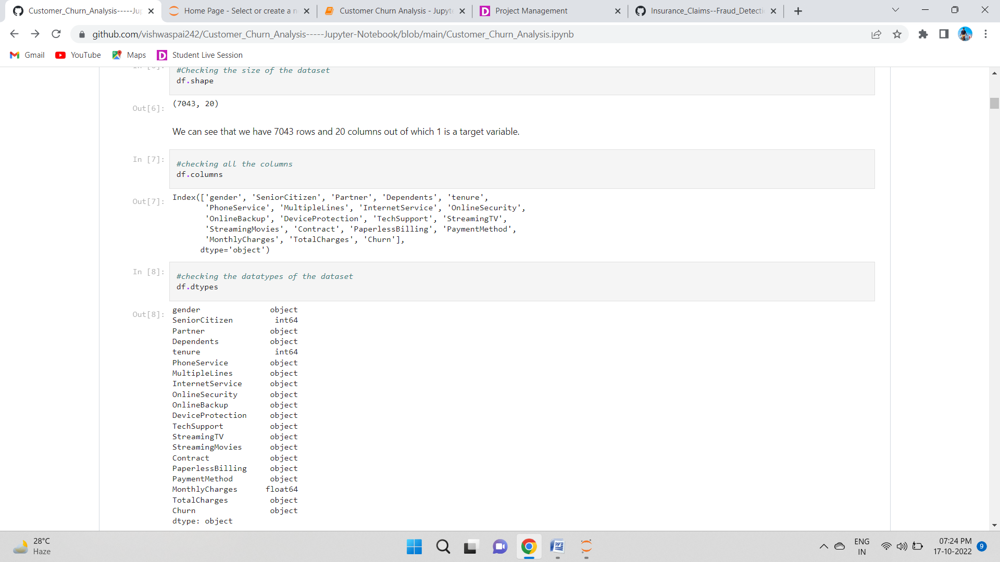 Customer_Churn_Analysis-----Ju
Home Page - Select or create a n
Customer Churn Analysis - Jupyt
Project Management
Insurance_Claims--Fraud_Detecti
github.com/vishwaspai242/Customer_Churn_Analysis-----Jupyter-Notebook/blob/main/Customer_Churn_Analysis.ipynb
Gmail
YouTube
Maps
Student Live Session
#Checking the size of the dataset
df.shape
Out[6]:
(7043, 20)
We can see that we have 7043 rows and 20 columns out of which 1 is a target variable.
In [7]:
#checking all the columns
df.columns
Out[7]:
Index(['gender', 'SeniorCitizen', 'Partner', 'Dependents', 'tenure',
'PhoneService', 'MultipleLines', 'InternetService', 'OnlineSecurity',
'OnlineBackup', 'DeviceProtection', 'TechSupport', 'StreamingTV',
'StreamingMovies', 'Contract', 'PaperlessBilling', 'PaymentMethod',
'MonthlyCharges', 'TotalCharges', 'Churn'],
dtype='object')
In [8]:
#checking the datatypes of the dataset
df.dtypes
Out[8]:
gender object
SeniorCitizen int64
Partner object
Dependents object
tenure int64
PhoneService object
MultipleLines object
InternetService object
OnlineSecurity object
OnlineBackup object
DeviceProtection object
TechSupport object
StreamingTV object
StreamingMovies object
Contract object
PaperlessBilling object
PaymentMethod object
MonthlyCharges float64
TotalCharges object
Churn object
dtype: object
28°C
Haze
ENG
IN
07:24 PM
17-10-2022
9